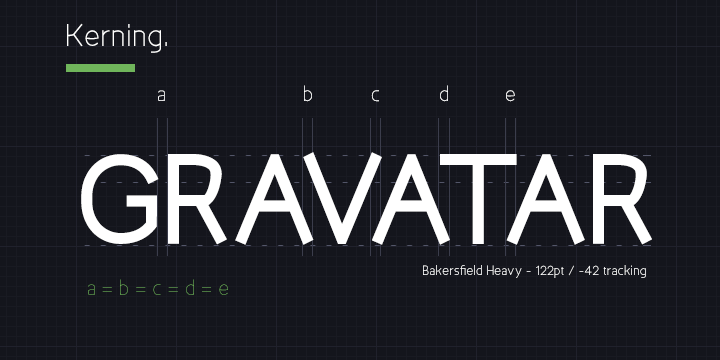 Kerning.
a b c d e
GRAVATAR
Bakersfield Heavy - 122pt / -42 tracking
a = b = c = d = e